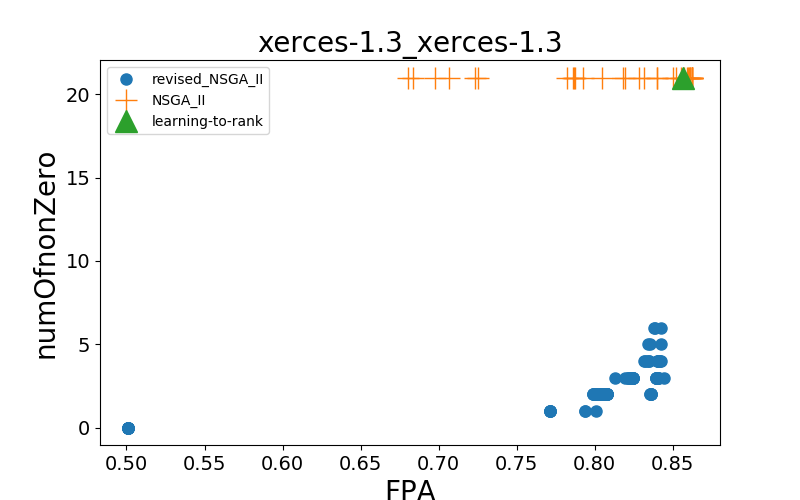 xerces-1.3_xerces-1.3
revised_NSGA_II
NSGA_II
learning-to-rank
numOfnonZero
20
15
10
5
0
0.50 0.55 0.60 0.65 0.70 0.75 0.80 0.85
FPA